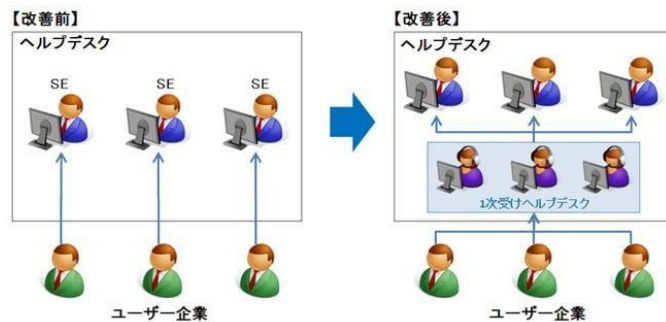 【改善前】
ヘルプデスク
SE
SE
SE
ユーザー企業
【改善後】
ヘルプデスク
1次受けヘルプデスク
ユーザー企業